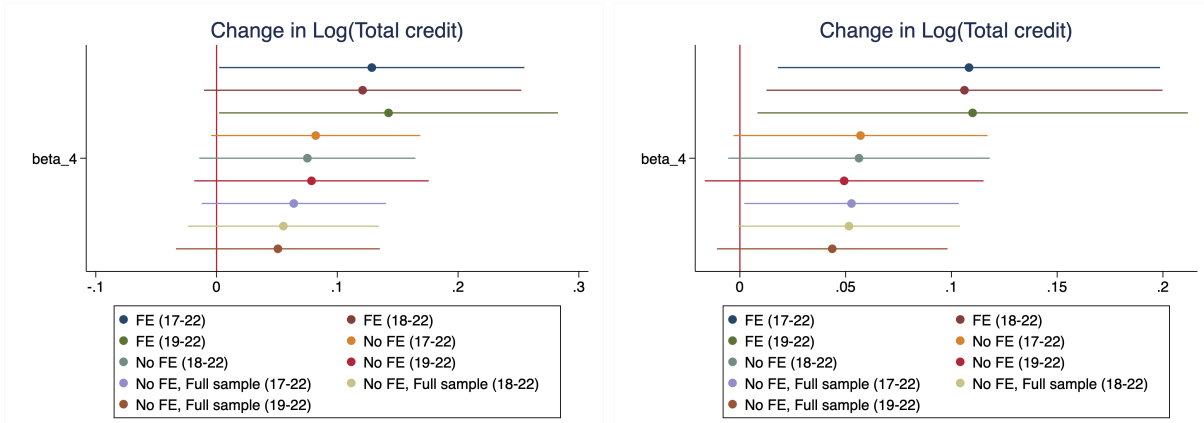 Change in Log(Total credit)
beta_4
-.1 0 .1 .2 .3
FE (17-22) FE (18-22)
FE (19-22) No FE (17-22)
No FE (18-22) No FE (19-22)
No FE, Full sample (17-22) No FE, Full sample (18-22)
No FE, Full sample (19-22)
Change in Log(Total credit)
beta_4
0 .05 .1 .15 .2
FE (17-22) FE (18-22)
FE (19-22) No FE (17-22)
No FE (18-22) No FE (19-22)
No FE, Full sample (17-22) No FE, Full sample (18-22)
No FE, Full sample (19-22)